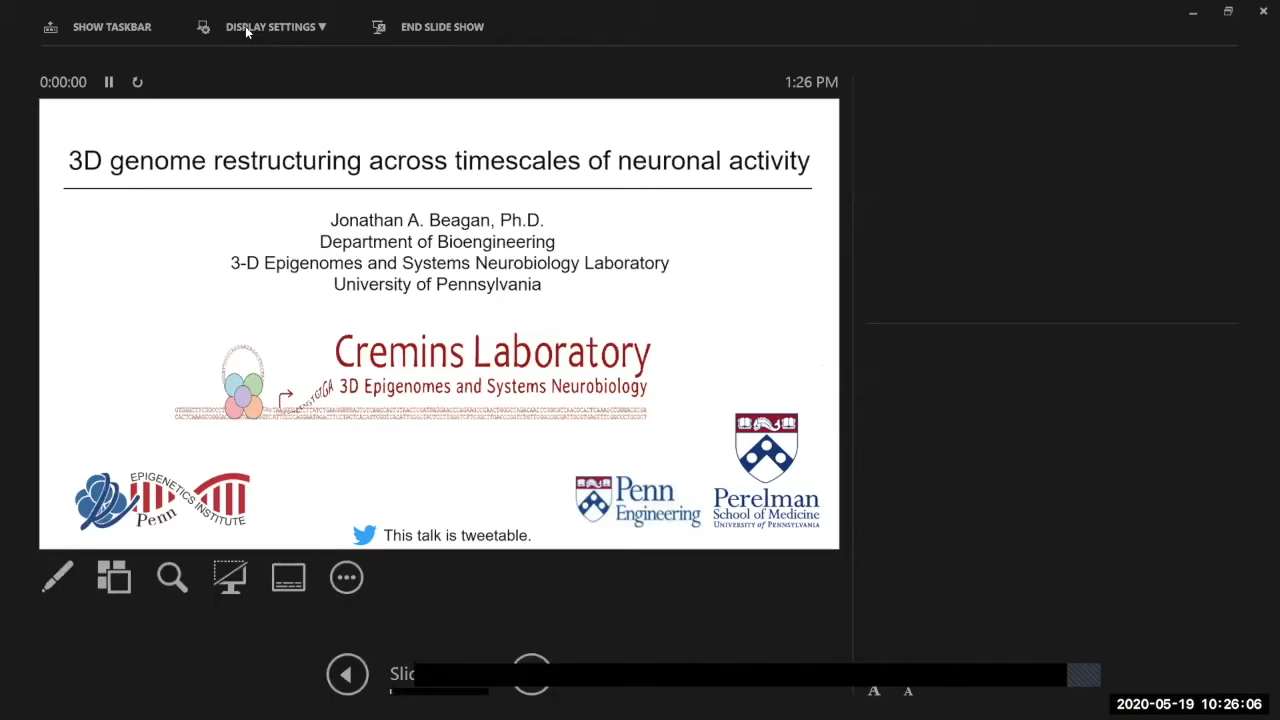 SHOW TASKBAR
DISPLAY SETTINGS ▼
END SLIDE SHOW
0:00:00
1:26 PM
3D genome restructuring across timescales of neuronal activity
Jonathan A. Beagan, Ph.D.
Department of Bioengineering
3-D Epigenomes and Systems Neurobiology Laboratory
University of Pennsylvania
Cremins Laboratory
3D Epigenomes and Systems Neurobiology
EPIGENETICS INSTITUTE
Penn
Penn
Engineering
Perelman
School of Medicine
UNIVERSITY of PENNSYLVANIA
This talk is tweetable.
Slid
A A
2020-05-19 10:26:06